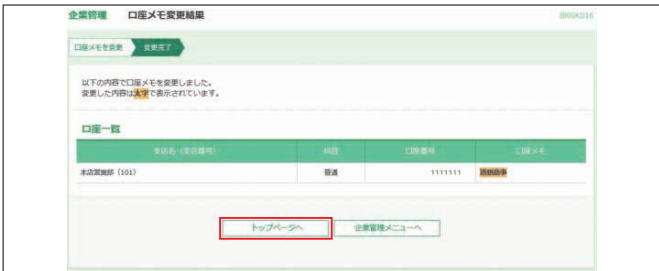 企業管理 口座メモ変更結果 BKGK016
口座メモを変更 変更完了
以下の内容で口座メモを変更しました。
変更した内容は太字で表示されています。
口座一覧
支店名（支店番号） 科目 口座番号 口座メモ
本店営業部（101） 普通 1111111
トップページへ 企業管理メニューへ